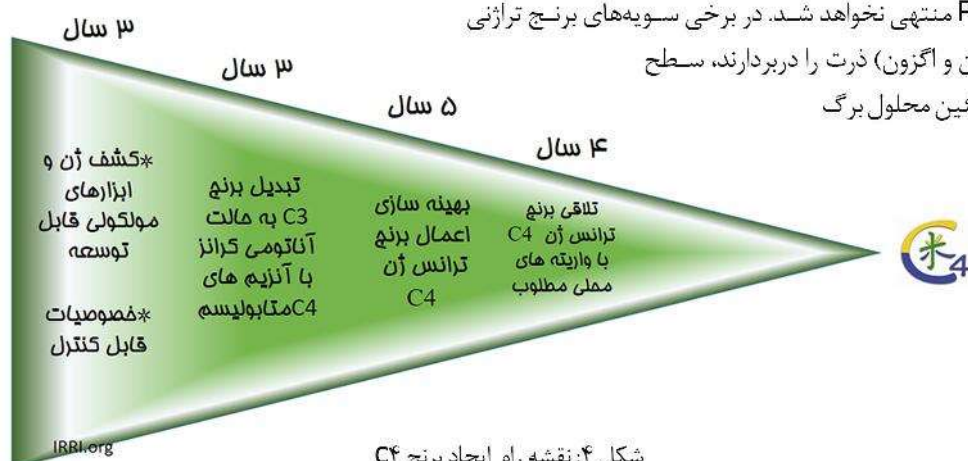 منتهی نخواهد شد. در برخی سویه‌های برنج تراژنی
و اگزون) ذرت را دربردارند، سطح
محلول برگ
۳ سال
۳ سال
۵ سال
۴ سال
*کشف ژن و
ابزارهای
مولکولی قابل
توسعه
*خصوصیات
قابل کنترل
تبدیل برنج
C3 به حالت
آناتومی کرانز
با آنزیم های
C4متابولیسم
بهینه سازی
اعمال برنج
ترانس ژن
C4
تلاقی برنج
ترانس ژن C4
با واریته های
محلی مطلوب
4
IRRI.org
شکل ۴: نقشه راه ایجاد برنج C۴